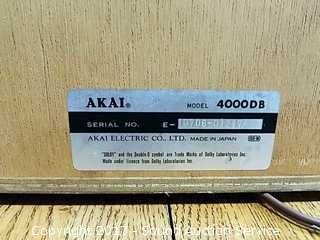 AKAI® MODEL 4000DB
SERIAL NO. E-
AKAI ELECTRIC CO., LTD. MADE IN JAPAN
"DOLBY" and the Double-D symbol are Trade Marks of Dolby Laboratories Inc.
Made under licence from Dolby Laboratories Inc.
Copyright 2017 - Sound Auction Service